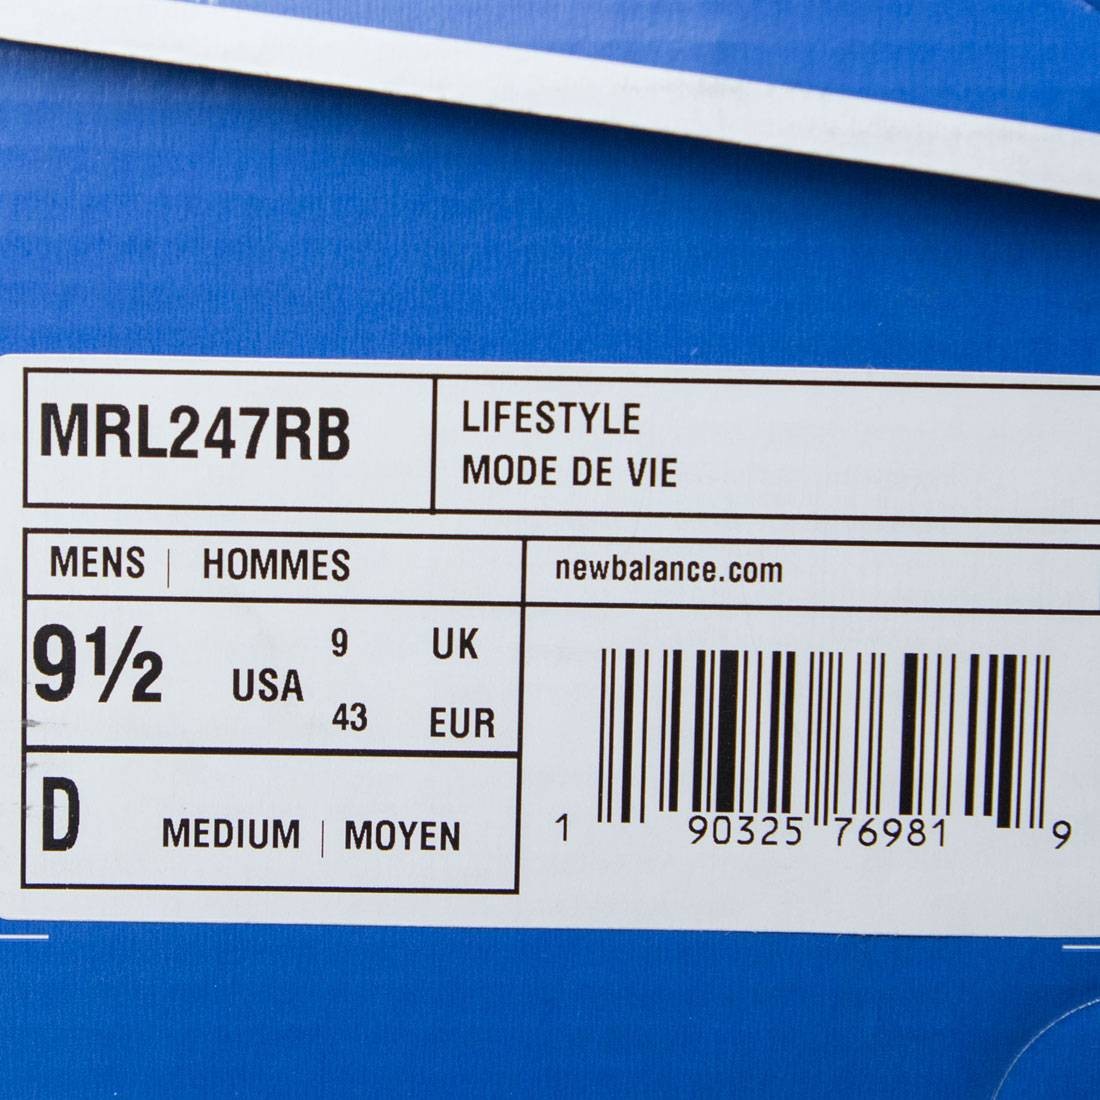 MRL247RB
LIFESTYLE
MODE DE VIE
MENS | HOMMES
newbalance.com
9½ USA
9 UK
43 EUR
D MEDIUM | MOYEN
1 90325 76981 9